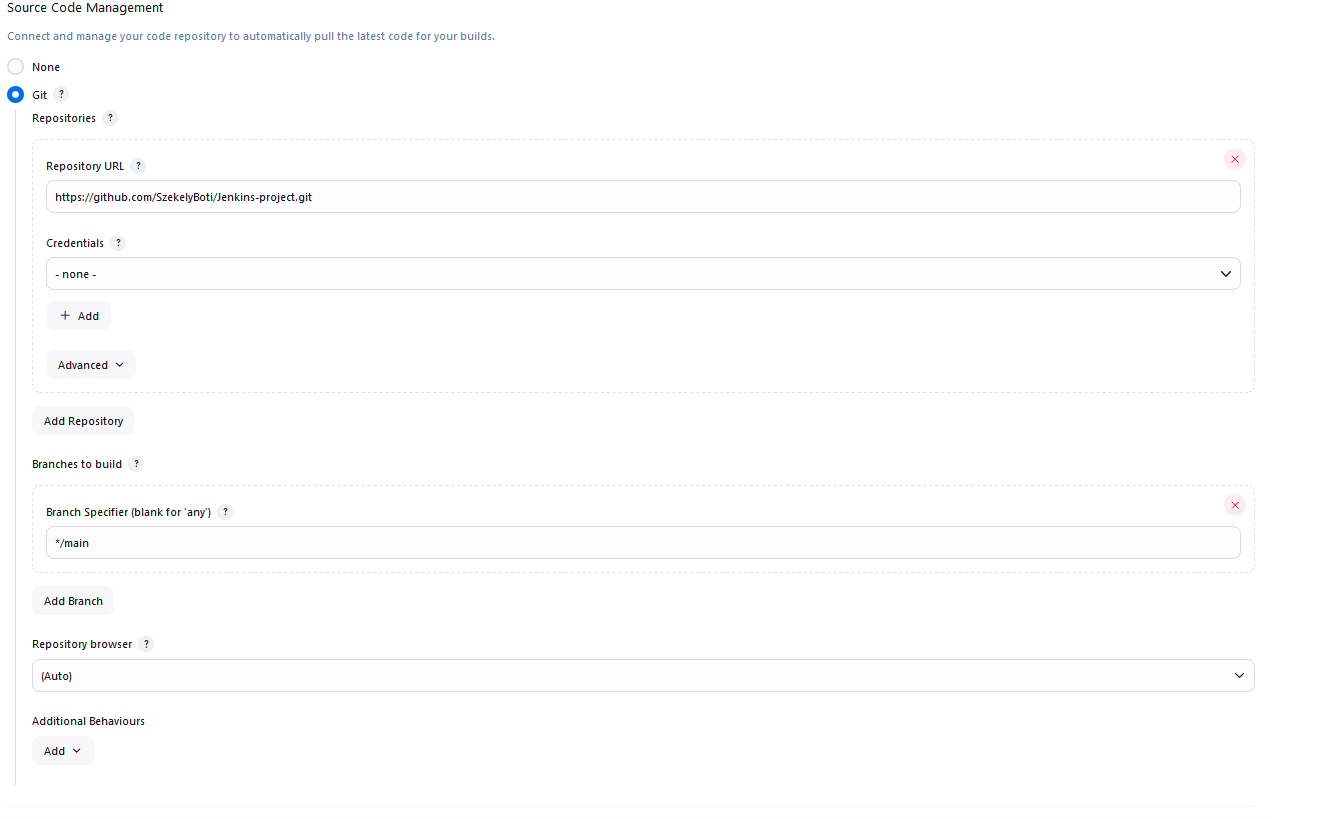 Source Code Management
Connect and manage your code repository to automatically pull the latest code for your builds.
None
Git ?
Repositories ?
Repository URL ?
https://github.com/SzekelyBoti/Jenkins-project.git
Credentials ?
- none -
+ Add
Advanced
Add Repository
Branches to build ?
Branch Specifier (blank for 'any') ?
*/main
Add Branch
Repository browser ?
(Auto)
Additional Behaviours
Add